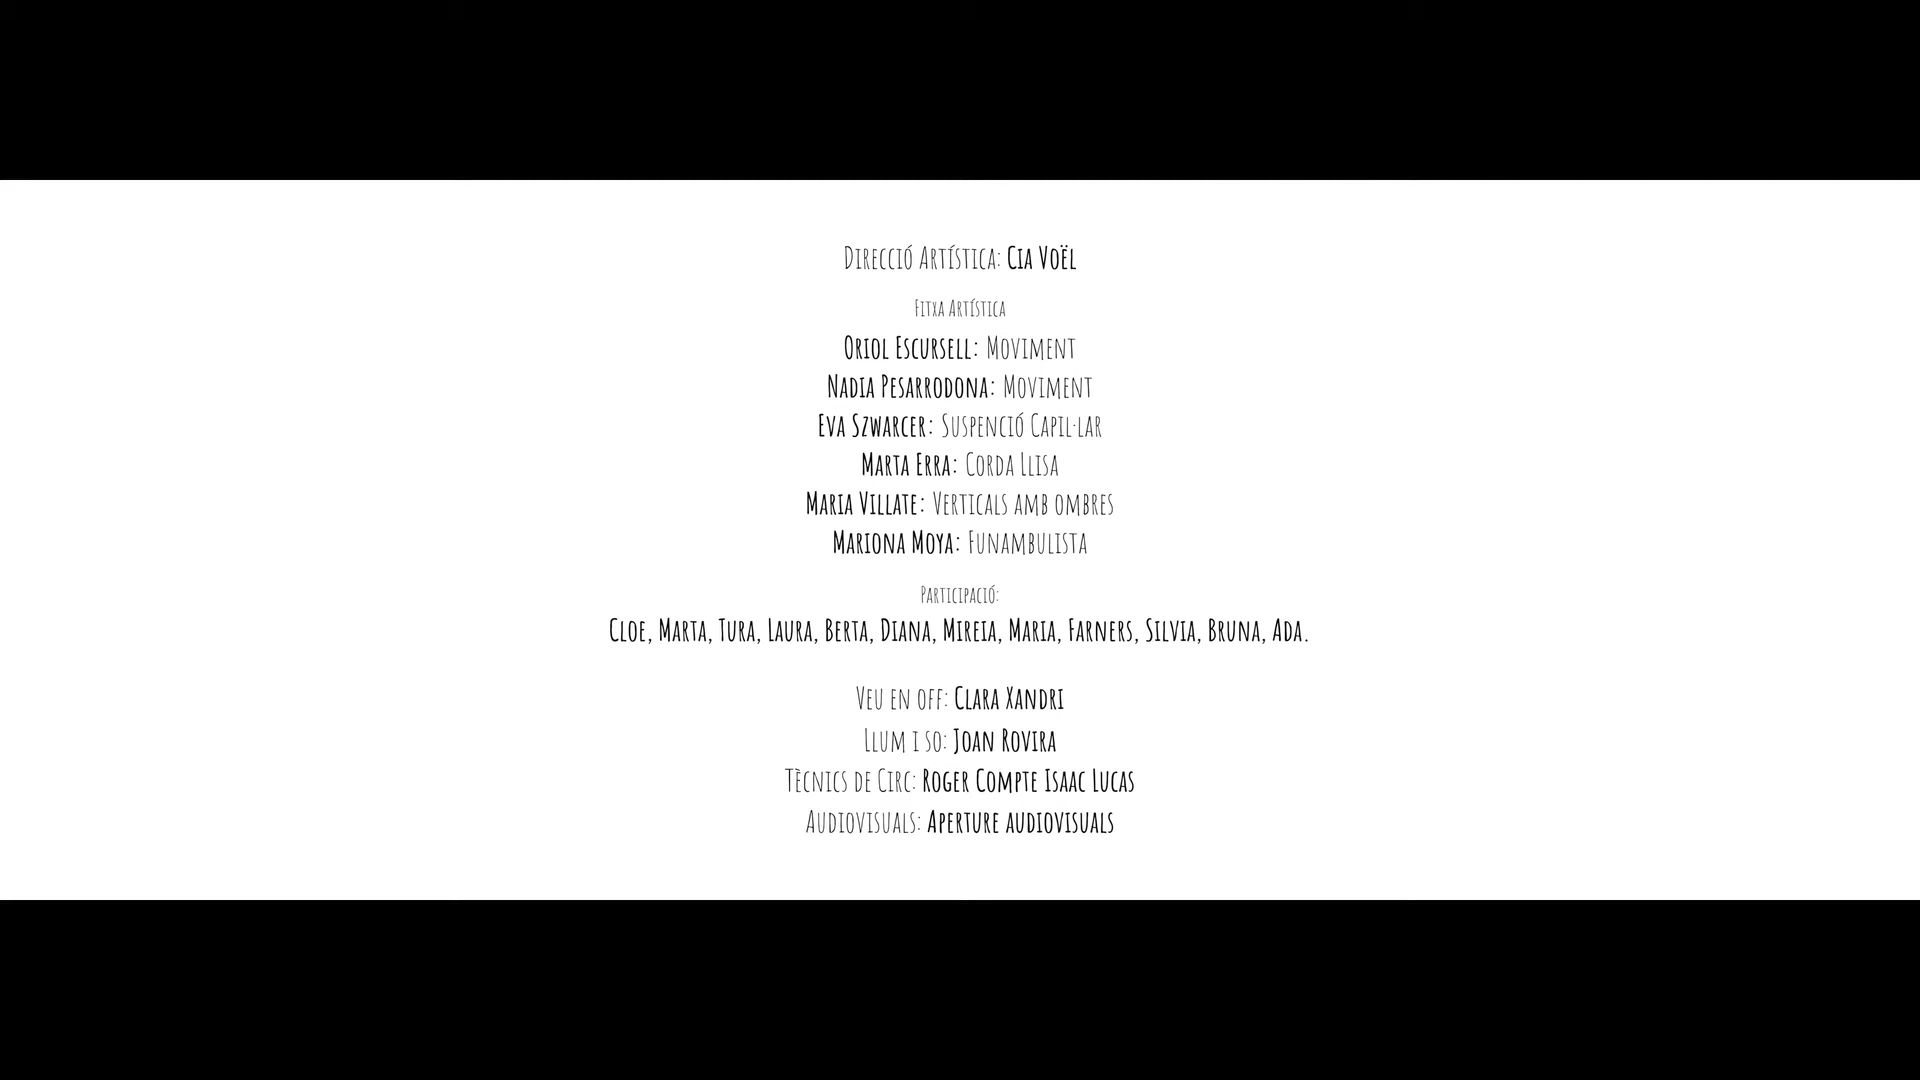 Direcció Artística: Cia Voël
Fitxa Artística
Oriol Escursell: Moviment
Nadia Pesarrodona: Moviment
Eva Szwarcer: Suspenció Capil·lar
Marta Erra: Corda Llisa
Maria Villate: Verticals amb ombres
Mariona Moya: Funambulista
Participació:
Cloe, Marta, Tura, Laura, Berta, Diana, Mireia, Maria, Farners, Silvia, Bruna, Ada.
Veu en off: Clara Xandri
Llum i so: Joan Rovira
Tècnics de Circ: Roger Compte Isaac Lucas
Audiovisuals: Aperture audiovisuals